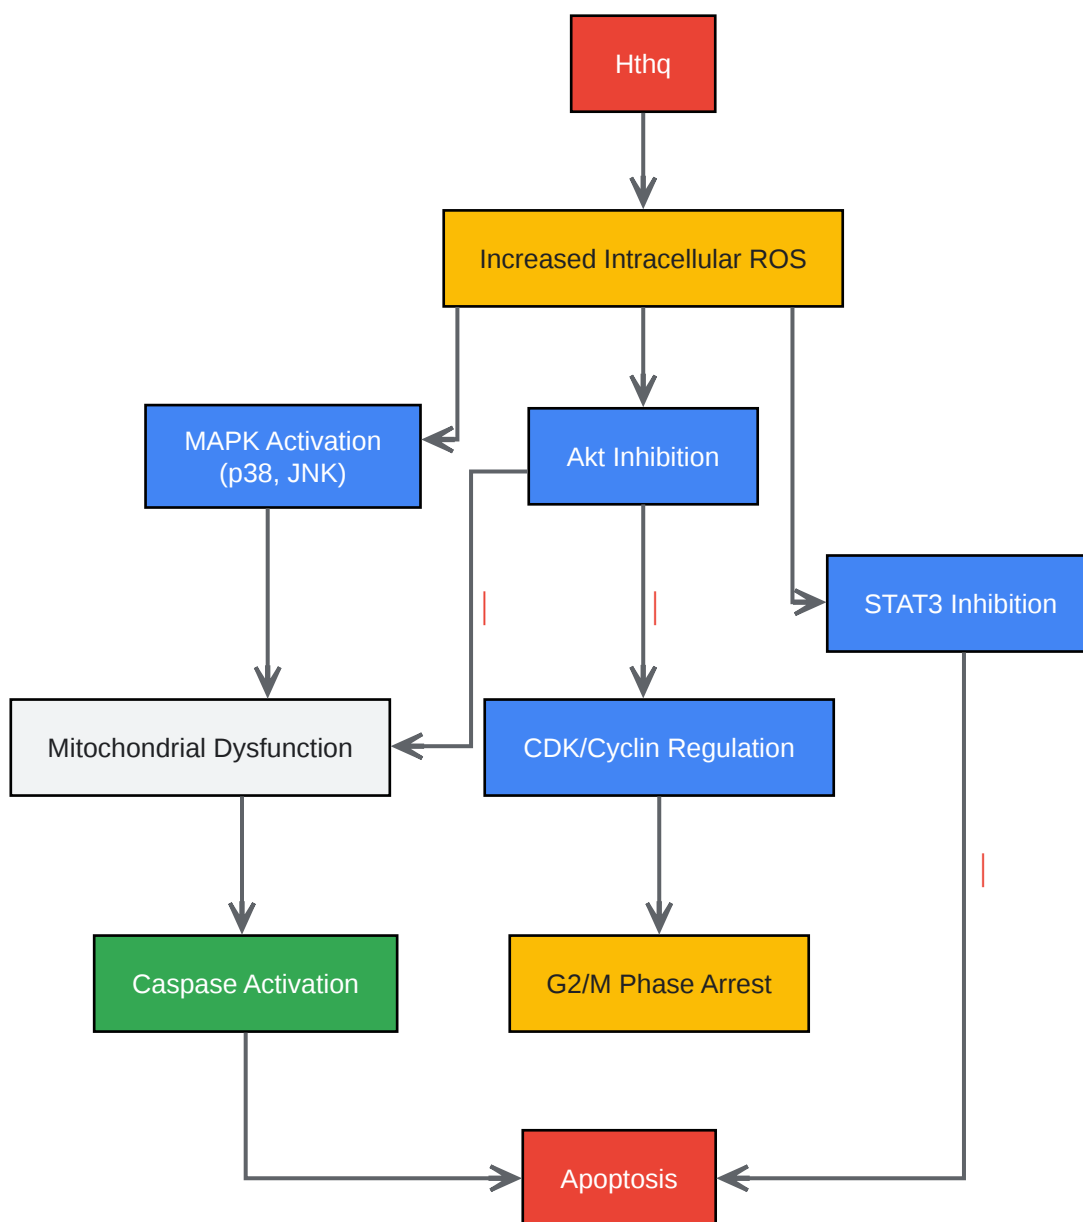 Hthq
Increased Intracellular ROS
MAPK Activation
(p38, JNK)
Akt Inhibition
STAT3 Inhibition
Mitochondrial Dysfunction
CDK/Cyclin Regulation
Caspase Activation
G2/M Phase Arrest
Apoptosis